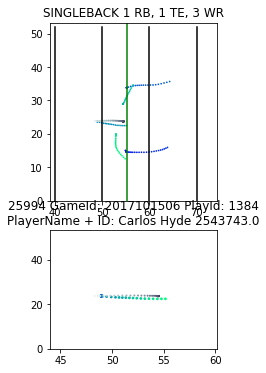 SINGLEBACK 1 RB, 1 TE, 3 WR
50
40
30
20
10
0
40 50 60 70
25994 GameId: 2017101506 PlayId: 1384
PlayerName + ID: Carlos Hyde 2543743.0
40
20
0
45 50 55 60